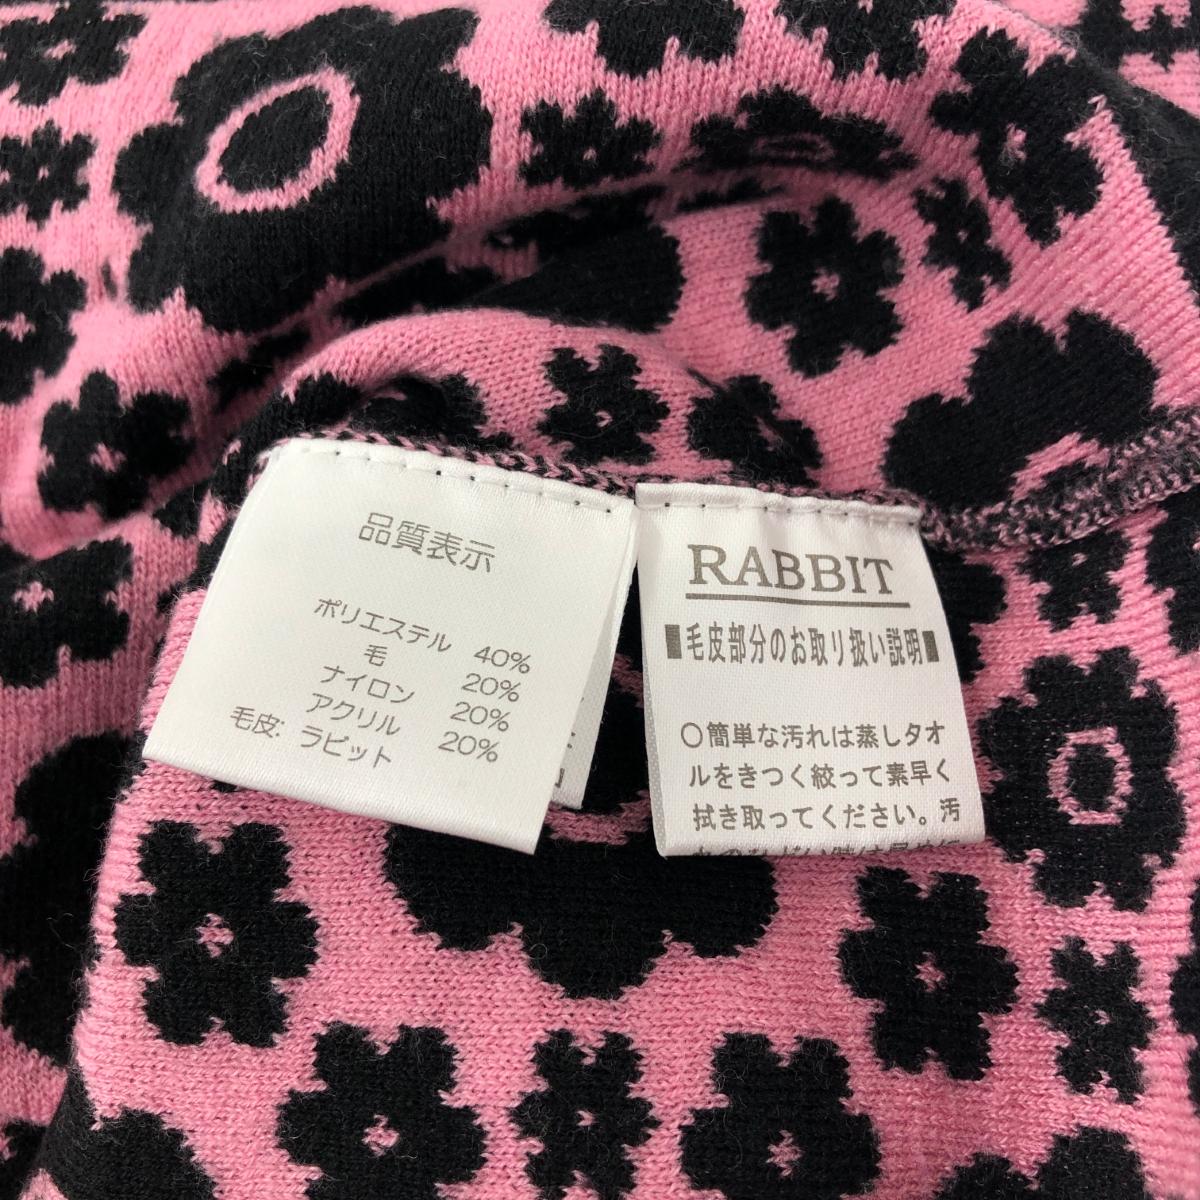 品質表示
ポリエステル 40%
毛 20%
ナイロン 20%
アクリル 20%
毛皮: ラビット
RABBIT
■毛皮部分のお取り扱い説明■
○簡単な汚れは蒸しタオ
ルをきつく絞って素早く
拭き取ってください。汚